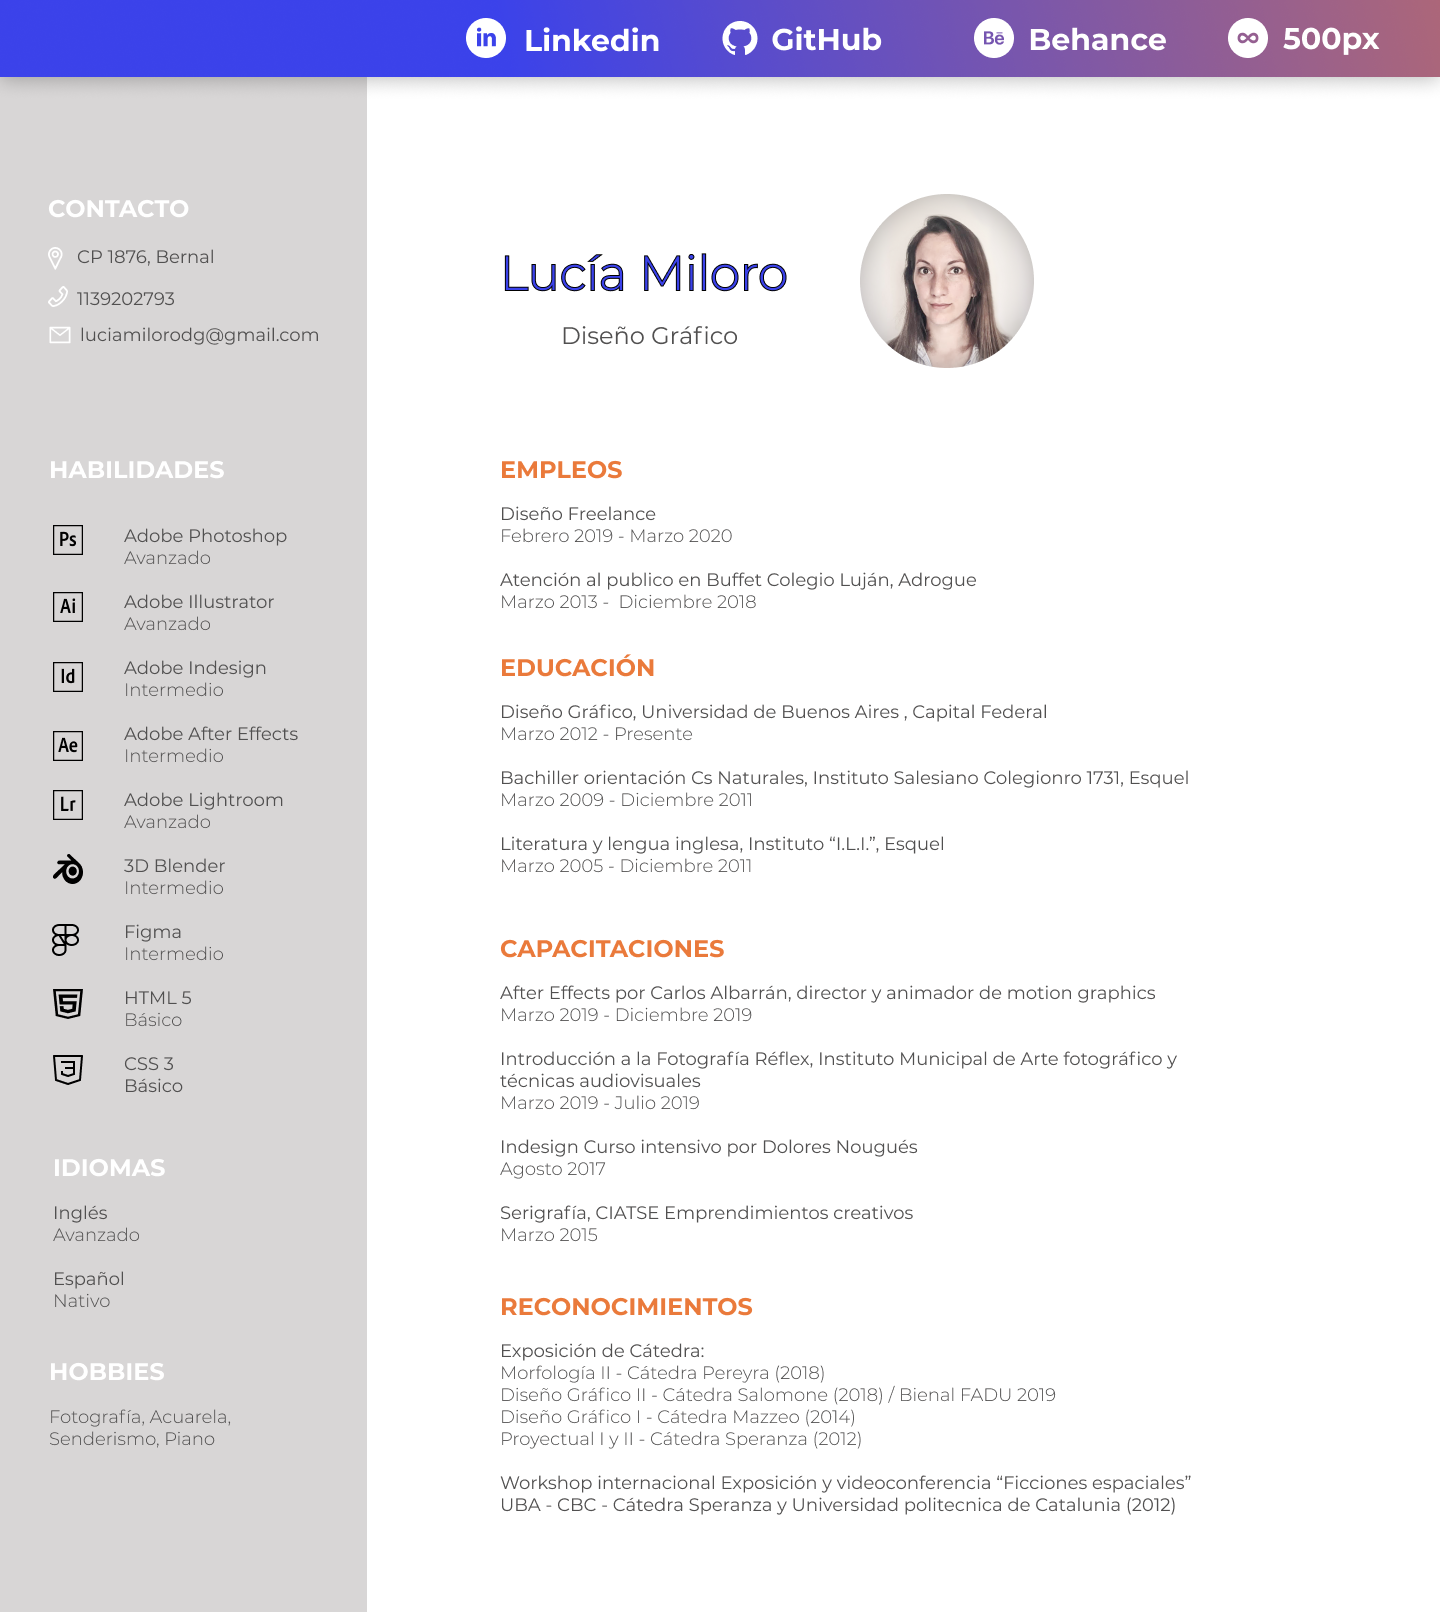 Linkedin
GitHub
Behance
500px
CONTACTO
CP 1876, Bernal
1139202793
luciamilorodg@gmail.com
HABILIDADES
Ps
Adobe Photoshop
Avanzado
Ai
Adobe Illustrator
Avanzado
Id
Adobe Indesign
Intermedio
Ae
Adobe After Effects
Intermedio
Lr
Adobe Lightroom
Avanzado
3D Blender
Intermedio
Figma
Intermedio
HTML 5
Básico
CSS 3
Básico
IDIOMAS
Inglés
Avanzado
Español
Nativo
HOBBIES
Fotografía, Acuarela,
Senderismo, Piano
Lucía Miloro
Diseño Gráfico
EMPLEOS
Diseño Freelance
Febrero 2019 - Marzo 2020
Atención al publico en Buffet Colegio Luján, Adrogue
Marzo 2013 -  Diciembre 2018
EDUCACIÓN
Diseño Gráfico, Universidad de Buenos Aires , Capital Federal
Marzo 2012 - Presente
Bachiller orientación Cs Naturales, Instituto Salesiano Colegionro 1731, Esquel
Marzo 2009 - Diciembre 2011
Literatura y lengua inglesa, Instituto “I.L.I.”, Esquel
Marzo 2005 - Diciembre 2011
CAPACITACIONES
After Effects por Carlos Albarrán, director y animador de motion graphics
Marzo 2019 - Diciembre 2019
Introducción a la Fotografía Réflex, Instituto Municipal de Arte fotográfico y
técnicas audiovisuales
Marzo 2019 - Julio 2019
Indesign Curso intensivo por Dolores Nougués
Agosto 2017
Serigrafía, CIATSE Emprendimientos creativos
Marzo 2015
RECONOCIMIENTOS
Exposición de Cátedra:
Morfología II - Cátedra Pereyra (2018)
Diseño Gráfico II - Cátedra Salomone (2018) / Bienal FADU 2019
Diseño Gráfico I - Cátedra Mazzeo (2014)
Proyectual I y II - Cátedra Speranza (2012)
Workshop internacional Exposición y videoconferencia “Ficciones espaciales”
UBA - CBC - Cátedra Speranza y Universidad politecnica de Catalunia (2012)